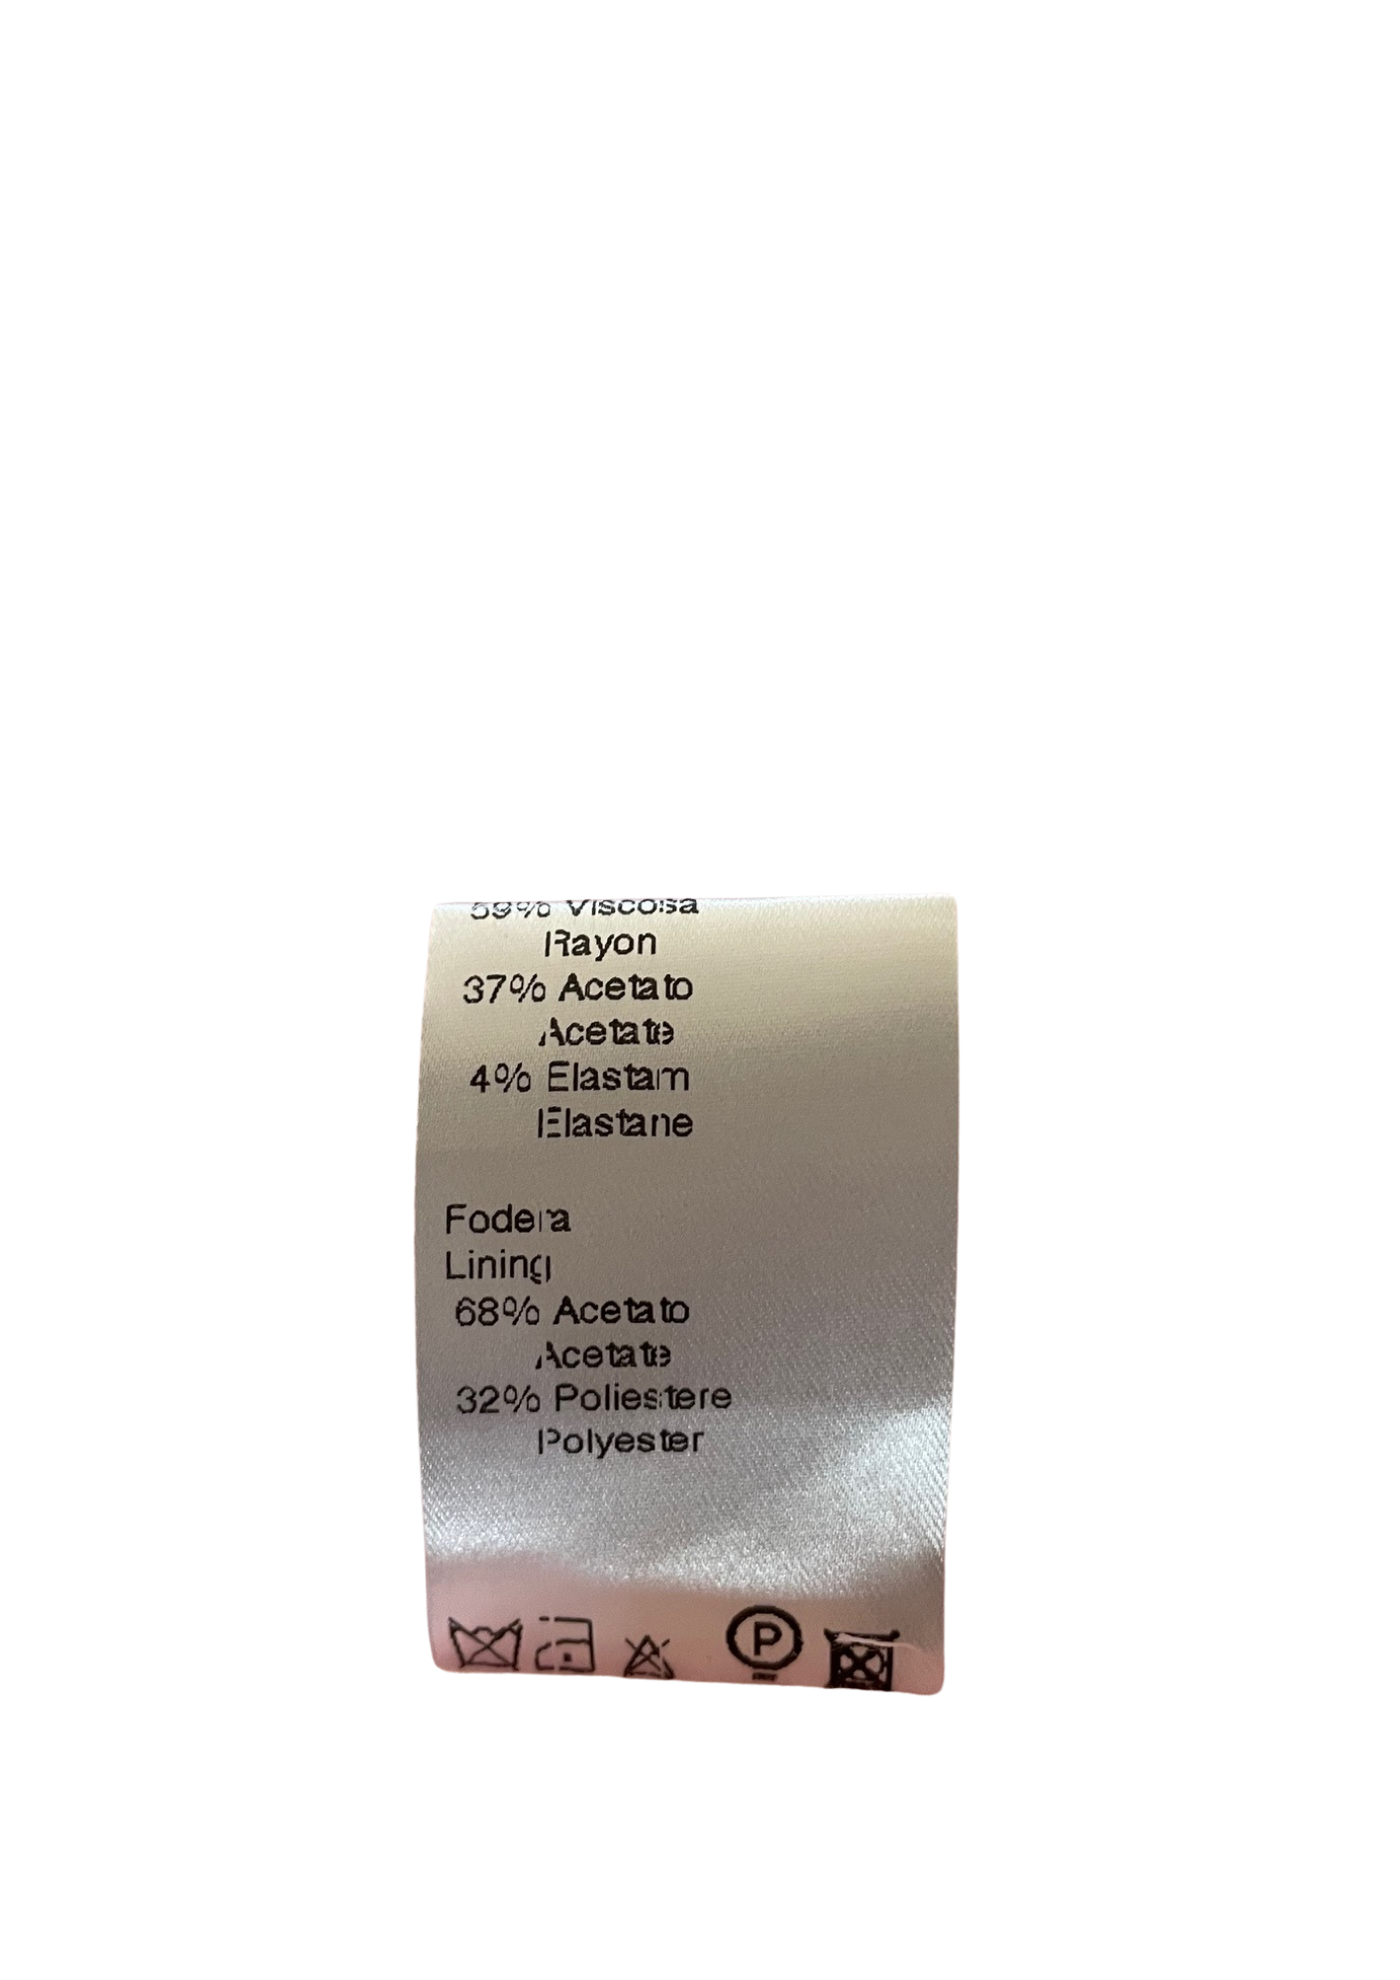 59% Viscosa
Rayon
37% Acetato
Acetate
4% Elastam
Elastane
Fodera
Lining
68% Acetato
Acetate
32% Poliestere
Polyester
P